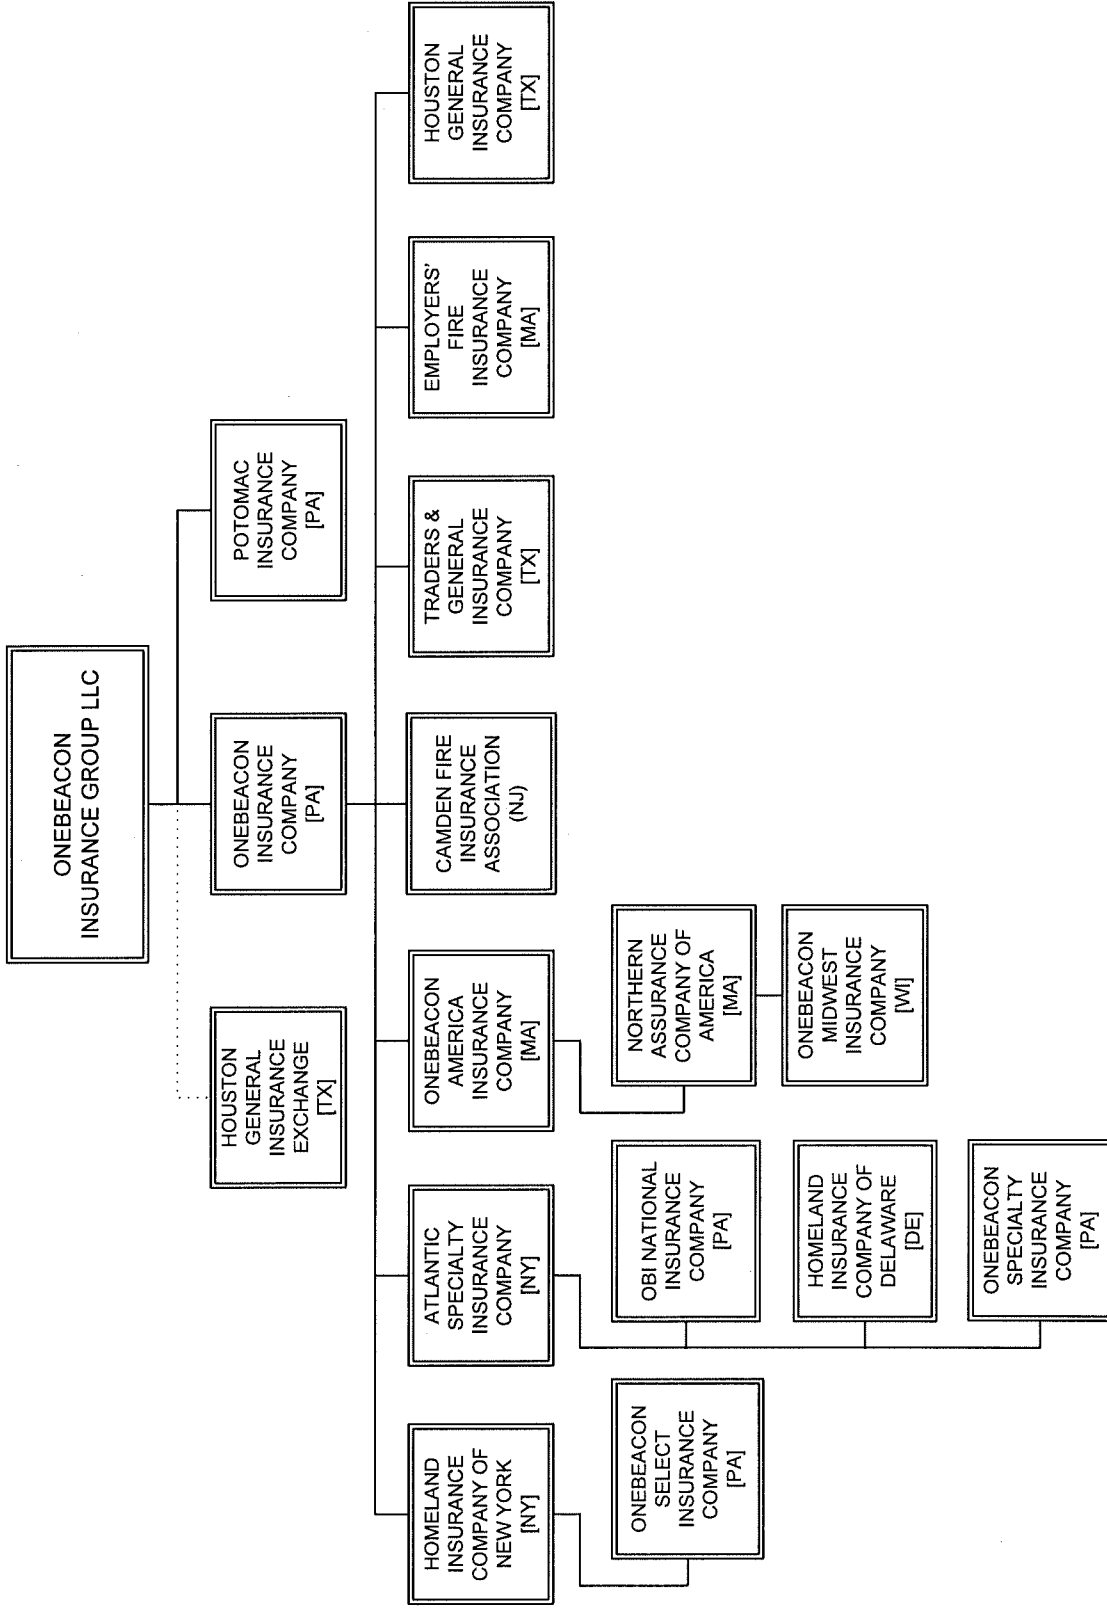 ONEBEACON
INSURANCE GROUP LLC
HOUSTON
GENERAL
INSURANCE
EXCHANGE
[TX]
ONEBEACON
INSURANCE
COMPANY
[PA]
POTOMAC
INSURANCE
COMPANY
[PA]
HOMELAND
INSURANCE
COMPANY OF
NEW YORK
[NY]
ATLANTIC
SPECIALTY
INSURANCE
COMPANY
[NY]
ONEBEACON
AMERICA
INSURANCE
COMPANY
[MA]
CAMDEN FIRE
INSURANCE
ASSOCIATION
(NJ)
TRADERS &
GENERAL
INSURANCE
COMPANY
[TX]
EMPLOYERS'
FIRE
INSURANCE
COMPANY
[MA]
HOUSTON
GENERAL
INSURANCE
COMPANY
[TX]
ONEBEACON
SELECT
INSURANCE
COMPANY
[PA]
OBI NATIONAL
INSURANCE
COMPANY
[PA]
NORTHERN
ASSURANCE
COMPANY OF
AMERICA
[MA]
HOMELAND
INSURANCE
COMPANY OF
DELAWARE
[DE]
ONEBEACON
MIDWEST
INSURANCE
COMPANY
[WI]
ONEBEACON
SPECIALTY
INSURANCE
COMPANY
[PA]